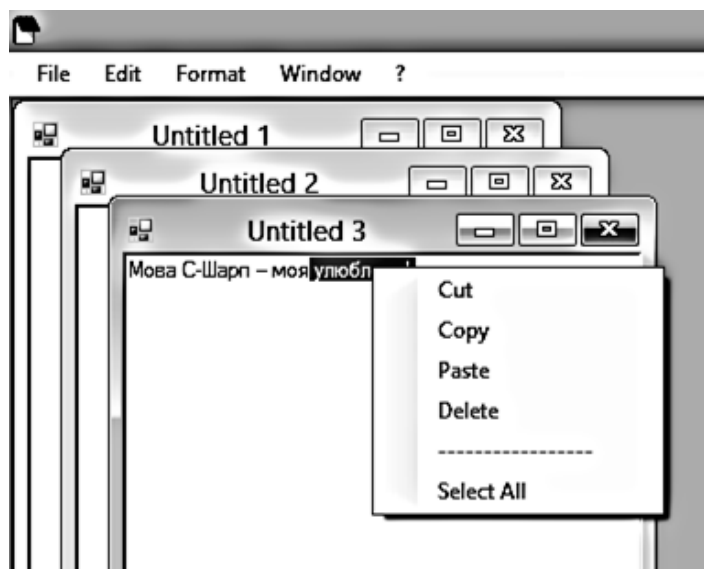 File Edit Format Window ?
Untitled 1
Untitled 2
Untitled 3
Мова С-Шарп – моя
Cut
Copy
Paste
Delete
-----------------
Select All